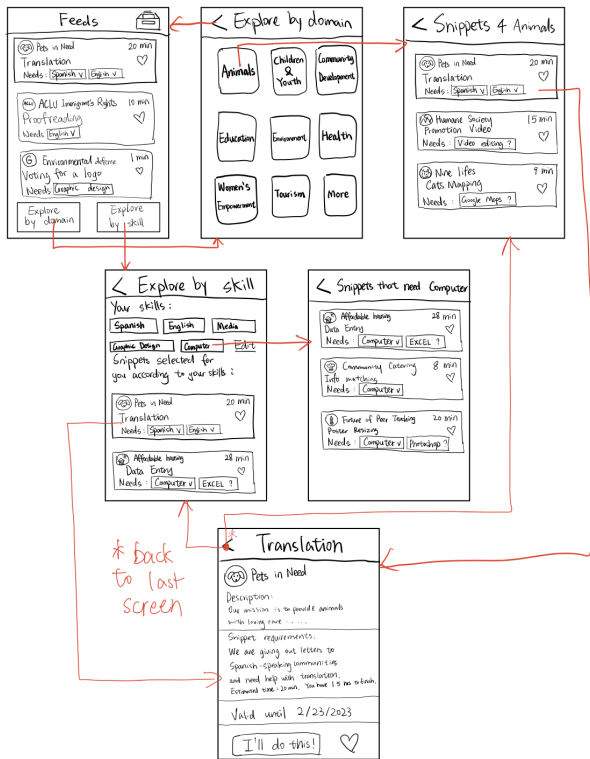 Feeds
Pets in Need 20 min
Translation
Needs: Spanish v English v
ACLU ACLU Immigrant's Rights 10 min
Proofreading
Needs English v
G Environmental defense 1 min
Voting for a logo
Needs Graphic design
Explore by domain
Explore by skill
< Explore by domain
Animals
Children & Youth
Community Development
Education
Environment
Health
Women's Empowerment
Tourism
More
< Snippets 4 Animals
Pets in Need 20 min
Translation
Needs: Spanish v English v
Humane Society 15 min
Promotion Video
Needs: Video editing ?
Nine lifes 9 min
Cats Mapping
Needs: Google Maps ?
< Explore by skill
Your skills:
Spanish English Media
Graphic Design Computer Edit
Snippets selected for
you according to your skills:
Pets in Need 20 min
Translation
Needs: Spanish v English v
Affordable housing 28 min
Data Entry
Needs: Computer v EXCEL ?
< Snippets that need Computer
Affordable housing 28 min
Data Entry
Needs: Computer v EXCEL ?
Community Catering 8 min
Info matching
Needs: Computer v
Future of Peer Teaching 20 min
Poster Resizing
Needs: Computer v Photoshop ?
* back
to last
screen
*
< Translation
Pets in Need
Description:
Our mission is to provide animals
with loving care ......
Snippet requirements:
We are giving out letters to
Spanish-speaking communities
and need help with translation.
Estimated time = 20min. You have 1.5 hrs to finish.
Valid until 2/23/2023
I'll do this!